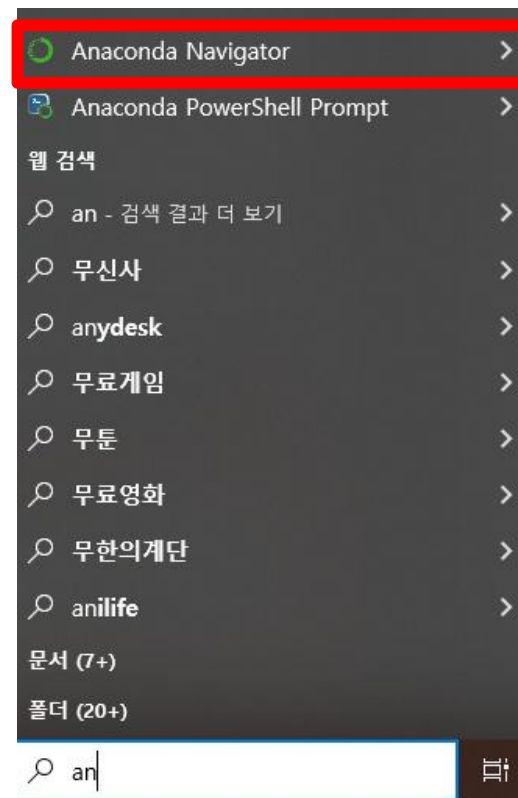 Anaconda Navigator
Anaconda PowerShell Prompt
웹 검색
an - 검색 결과 더 보기
무신사
anydesk
무료게임
무툰
무료영화
무한의계단
anilife
문서 (7+)
폴더 (20+)
an